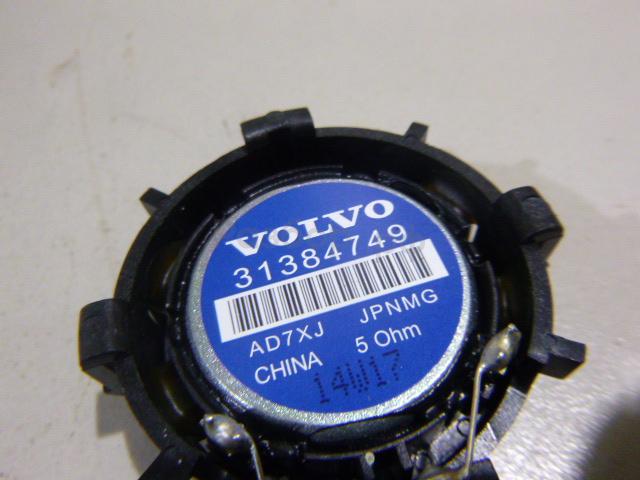 VOLVO
31384749
AD7XJ JPNMG
CHINA 5 Ohm
14W17